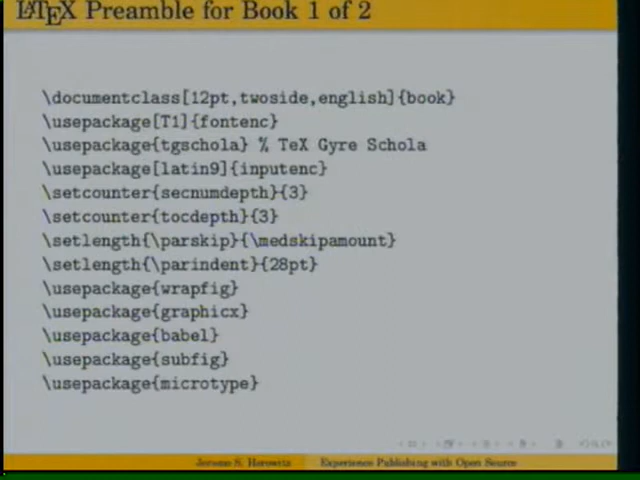 LATEX Preamble for Book 1 of 2
\documentclass[12pt,twoside,english]{book}
\usepackage[T1]{fontenc}
\usepackage{tgschola} % TeX Gyre Schola
\usepackage[latin9]{inputenc}
\setcounter{secnumdepth}{3}
\setcounter{tocdepth}{3}
\setlength{\parskip}{\medskipamount}
\setlength{\parindent}{28pt}
\usepackage{wrapfig}
\usepackage{graphicx}
\usepackage{babel}
\usepackage{subfig}
\usepackage{microtype}
Jerome S. Horowitz Experience Publishing with Open Source